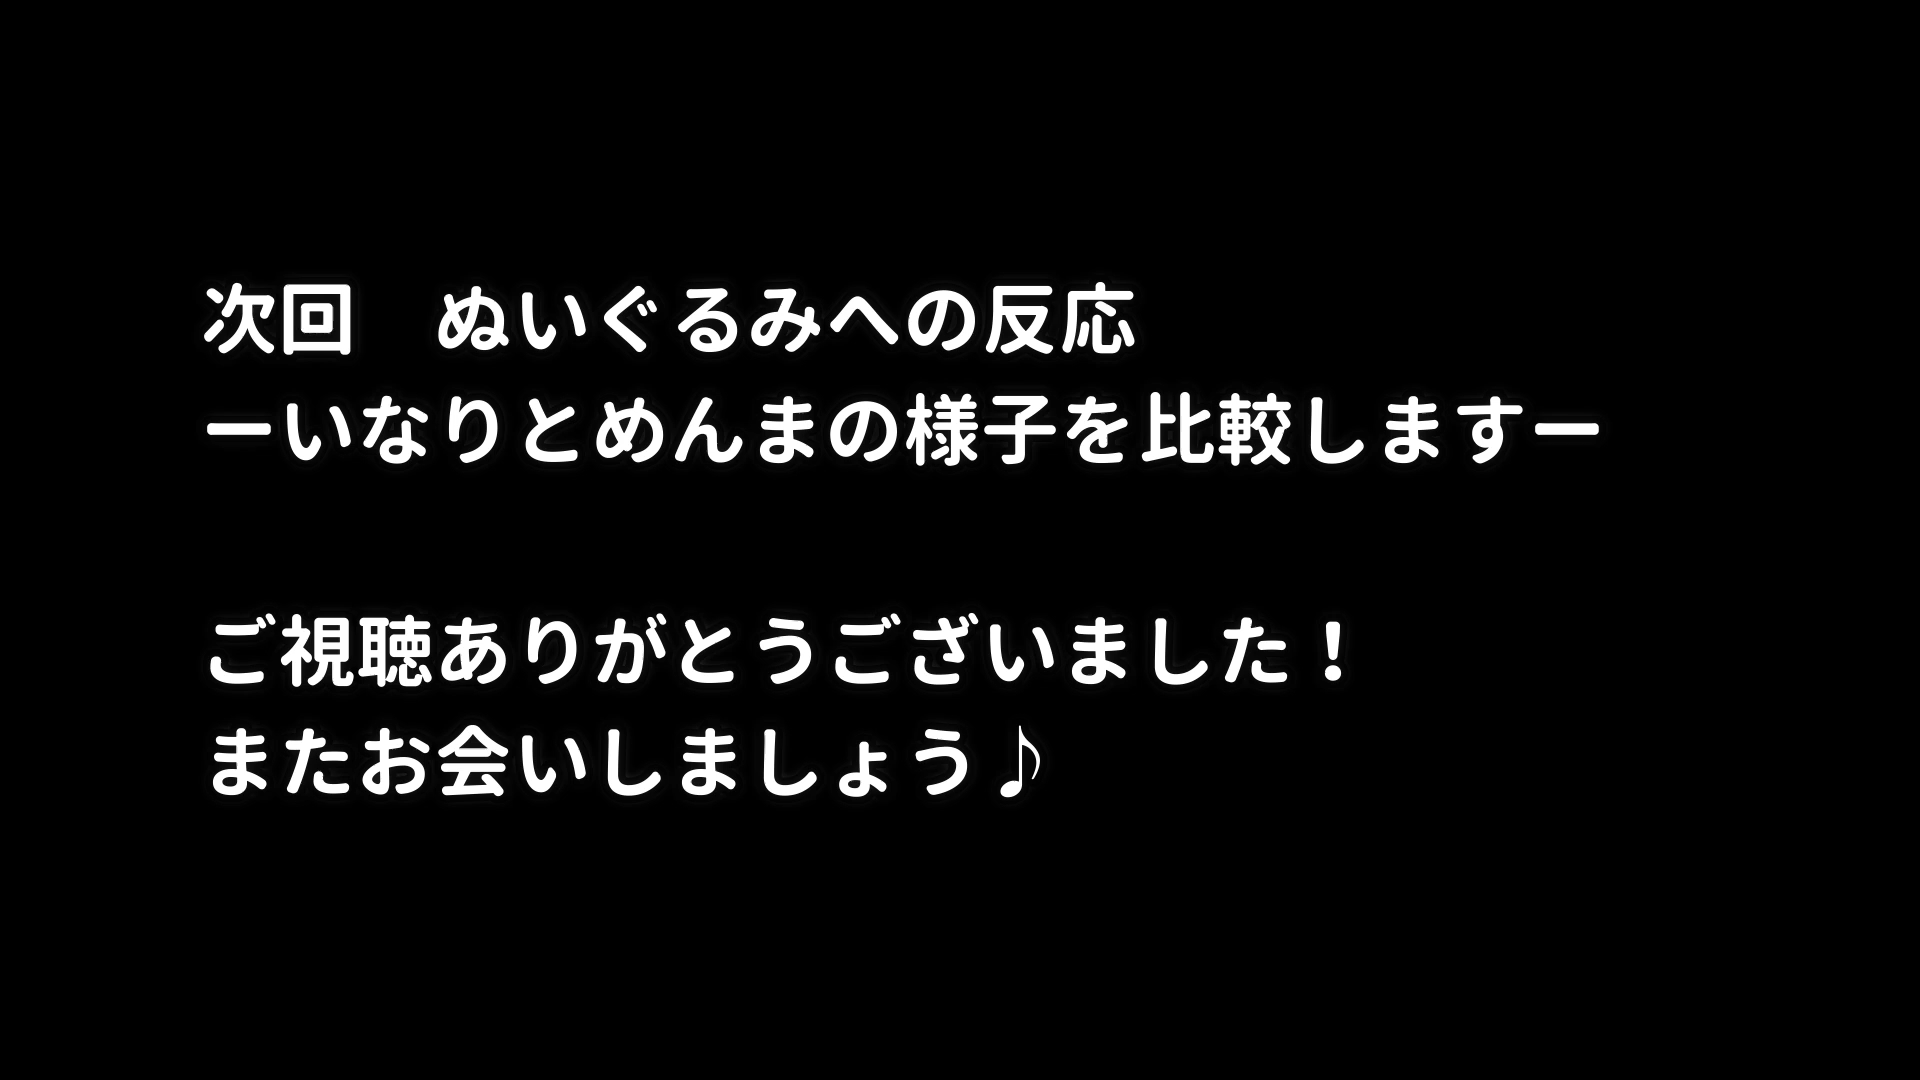 次回　ぬいぐるみへの反応
ーいなりとめんまの様子を比較しますー
ご視聴ありがとうございました！
またお会いしましょう♪